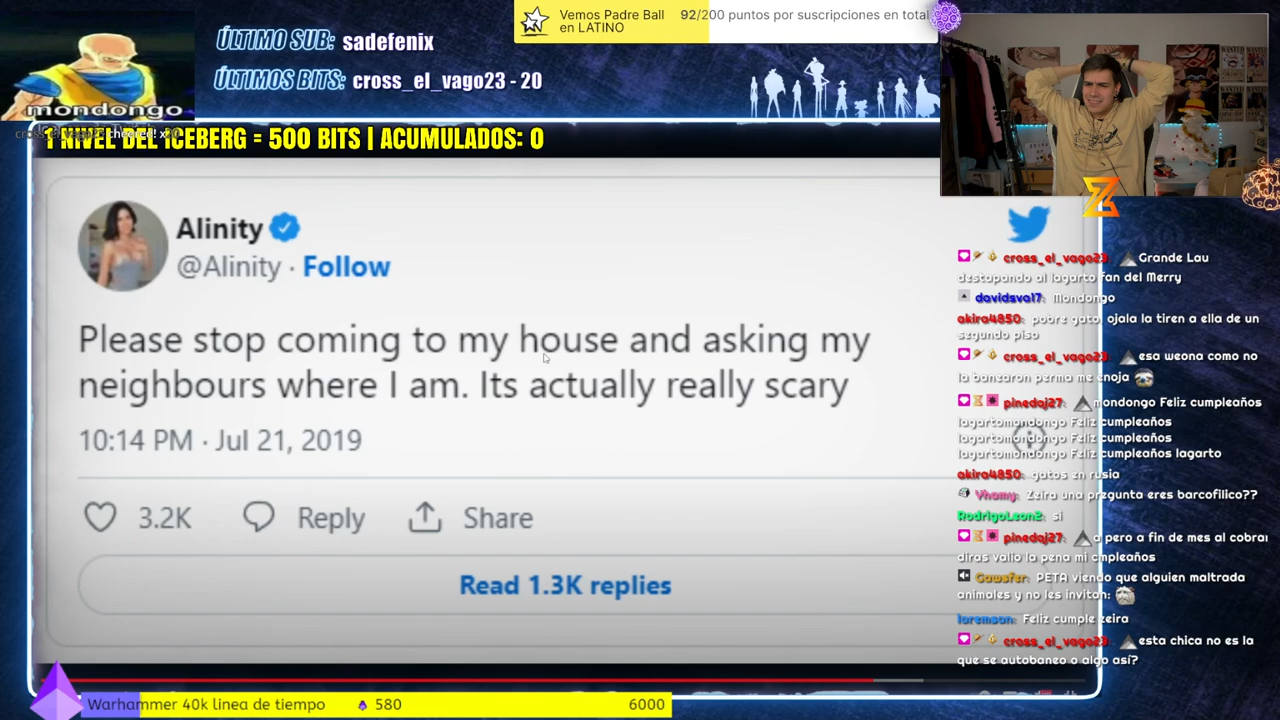 Vemos Padre Ball
en LATINO
92/200 puntos por suscripciones en total
ÚLTIMO SUB: sadefenix
ÚLTIMOS BITS: cross_el_vago23 - 20
mondongo
1 NIVEL DEL ICEBERG = 500 BITS | ACUMULADOS: 0
Alinity
@Alinity · Follow
Please stop coming to my house and asking my
neighbours where I am. Its actually really scary
10:14 PM · Jul 21, 2019
3.2K
Reply
Share
Read 1.3K replies
cross_el_vago23 Grande Lau
destapando al lagarto fan del Merry
davidsval7: Mondongo
akira4850: pobre gato, ojala la tiren a ella de un
segundo piso
cross_el_vago23 esa weona como no
la banearon perma me enoja
pinedaj27: mondongo Feliz cumpleaños
lagartomondongo Feliz cumpleaños
lagartomondongo Feliz cumpleaños
lagartomondongo Feliz cumpleaños lagarto
akira4850: gatos en rusia
Yhomy: Zeira una pregunta eres barcofilico??
RodrigoLeon2: si
pinedaj27: a pero a fin de mes al cobrar
diras valio la pena mi cmpleaños
Gawsfer: PETA viendo que alguien maltrada
animales y no les inviton:
laremson: Feliz cumple zeira
cross_el_vago23 esta chica no es la
que se autobaneo o algo así?
Warhammer 40k linea de tiempo
580
6000